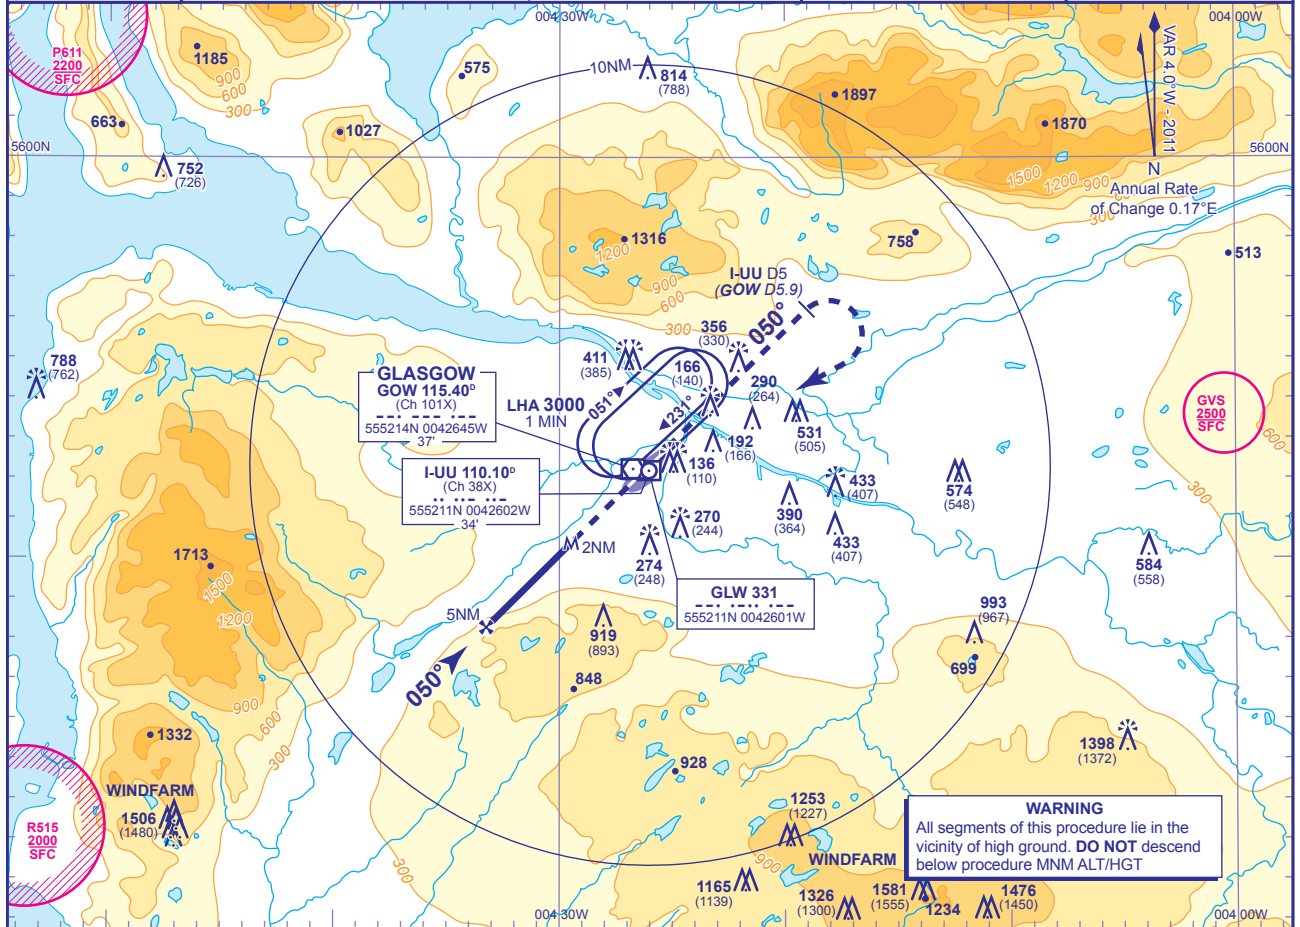 004 30W
004 00W
P611
2200
SFC
1185
900
600
300
575
10NM
814
(788)
1897
1870
VAR 4.0°W - 2011
663
1027
5600N
5600N
752
(726)
1500
1200
900
300
N
Annual Rate
of Change 0.17°E
1316
1200
900
600
300
758
513
I-UU D5
(GOW D5.9)
050°
356
(330)
411
(385)
166
(140)
290
(264)
788
(762)
GLASGOW
GOW 115.40ᴰ
(Ch 101X)
555214N 0042645W
37'
LHA 3000
1 MIN
051°
231°
531
(505)
192
(166)
GVS
2500
SFC
600
300
I-UU 110.10ᴰ
(Ch 38X)
555211N 0042602W
34'
136
(110)
433
(407)
574
(548)
390
(364)
433
(407)
270
(244)
274
(248)
2NM
584
(558)
1713
1500
1200
900
600
300
GLW 331
555211N 0042601W
5NM
050°
919
(893)
848
993
(967)
699
1332
928
1398
(1372)
WINDFARM
1506
(1480)
R515
2000
SFC
300
1253
(1227)
900
WINDFARM
WARNING
All segments of this procedure lie in the
vicinity of high ground. DO NOT descend
below procedure MNM ALT/HGT
1165
(1139)
1326
(1300)
1581
(1555)
1234
1476
(1450)
004 30W
004 00W